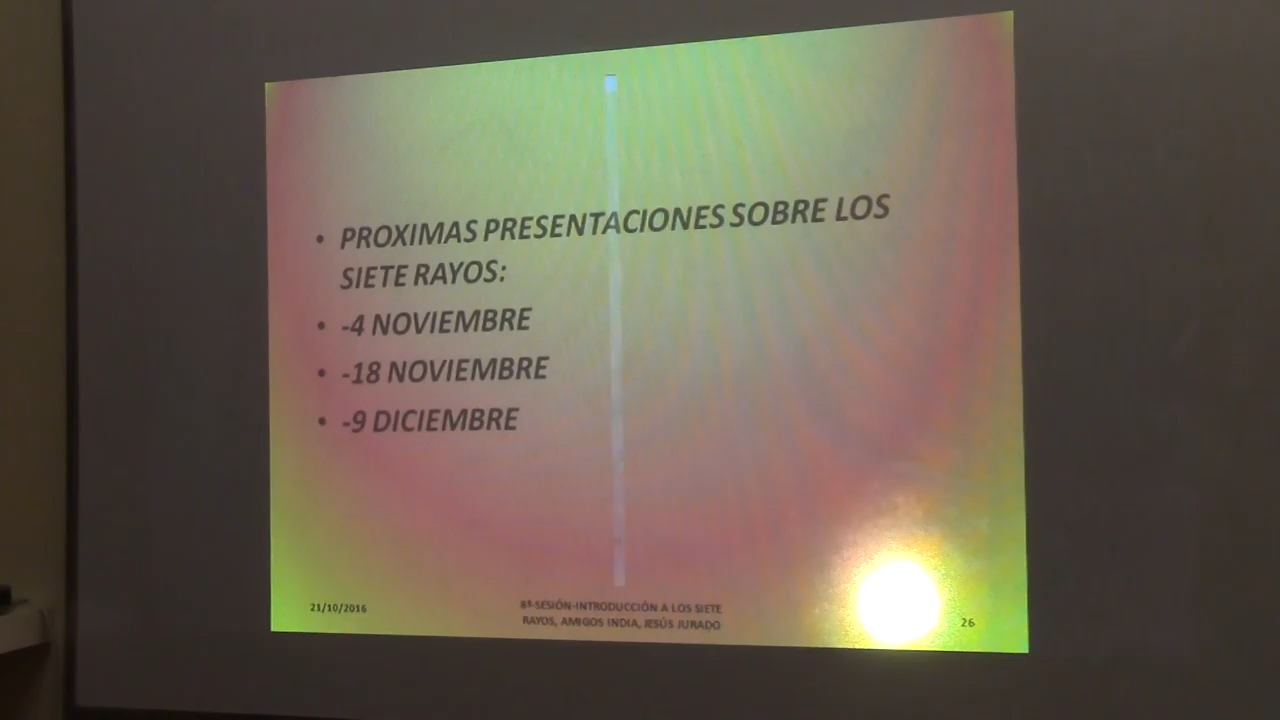 • PROXIMAS PRESENTACIONES SOBRE LOS
SIETE RAYOS:
• -4 NOVIEMBRE
• -18 NOVIEMBRE
• -9 DICIEMBRE
21/10/2016
8ª-SESIÓN-INTRODUCCIÓN A LOS SIETE
RAYOS, AMIGOS INDIA, JESÚS JURADO
26